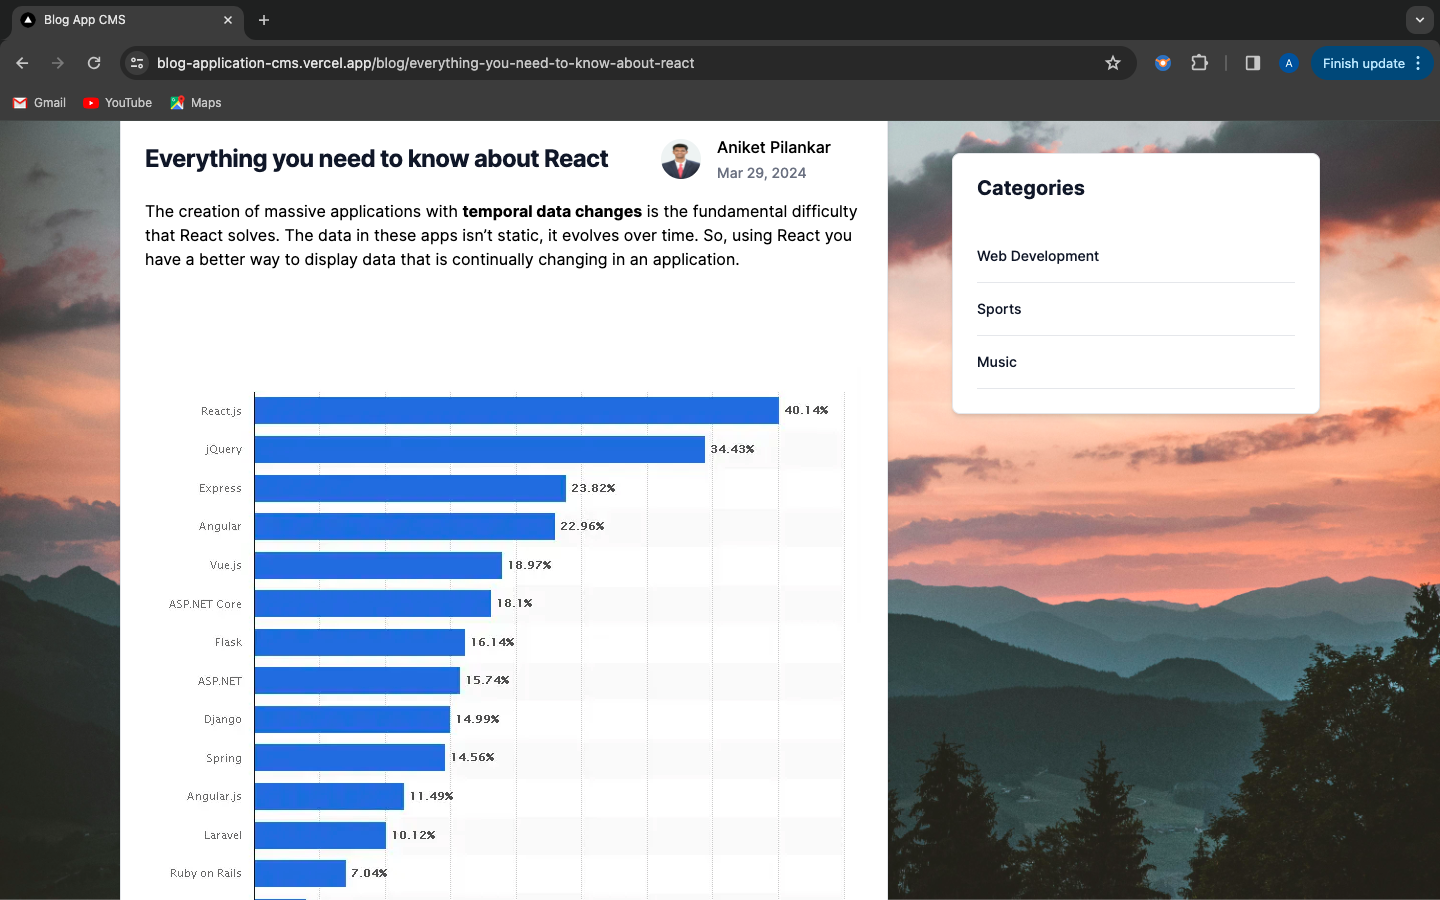 Blog App CMS
blog-application-cms.vercel.app/blog/everything-you-need-to-know-about-react
A
Finish update
Gmail
YouTube
Maps
Everything you need to know about React
Aniket Pilankar
Mar 29, 2024
The creation of massive applications with temporal data changes is the fundamental difficulty
that React solves. The data in these apps isn’t static, it evolves over time. So, using React you
have a better way to display data that is continually changing in an application.
React.js 40.14%
jQuery 34.43%
Express 23.82%
Angular 22.96%
Vue.js 18.97%
ASP.NET Core 18.1%
Flask 16.14%
ASP.NET 15.74%
Django 14.99%
Spring 14.56%
Angular.js 11.49%
Laravel 10.12%
Ruby on Rails 7.04%
Categories
Web Development
Sports
Music